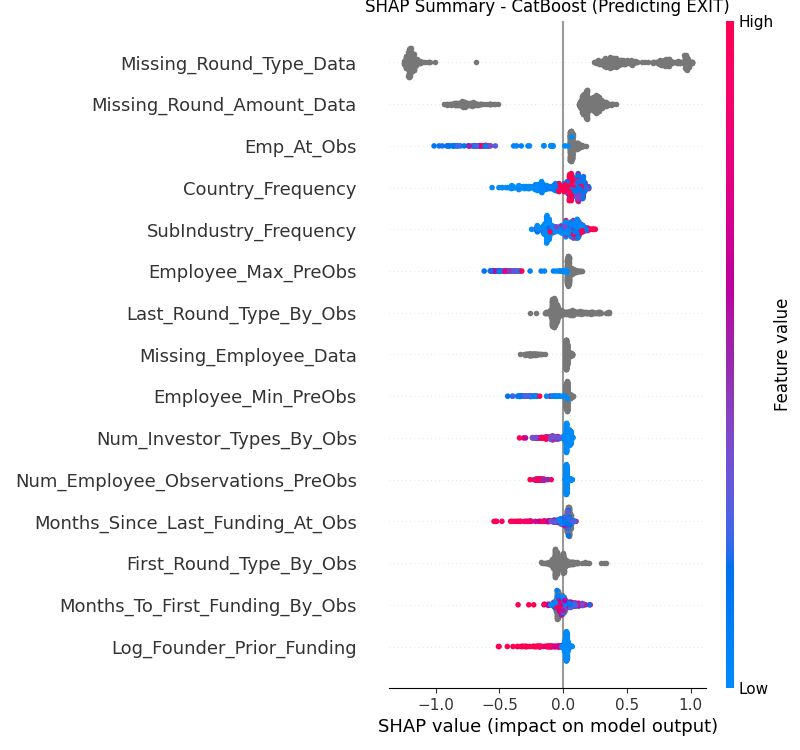 SHAP Summary - CatBoost (Predicting EXIT)
High
Missing_Round_Type_Data
Missing_Round_Amount_Data
Emp_At_Obs
Country_Frequency
SubIndustry_Frequency
Employee_Max_PreObs
Last_Round_Type_By_Obs
Missing_Employee_Data
Employee_Min_PreObs
Num_Investor_Types_By_Obs
Num_Employee_Observations_PreObs
Months_Since_Last_Funding_At_Obs
First_Round_Type_By_Obs
Months_To_First_Funding_By_Obs
Log_Founder_Prior_Funding
Feature value
Low
−1.0 −0.5 0.0 0.5 1.0
SHAP value (impact on model output)